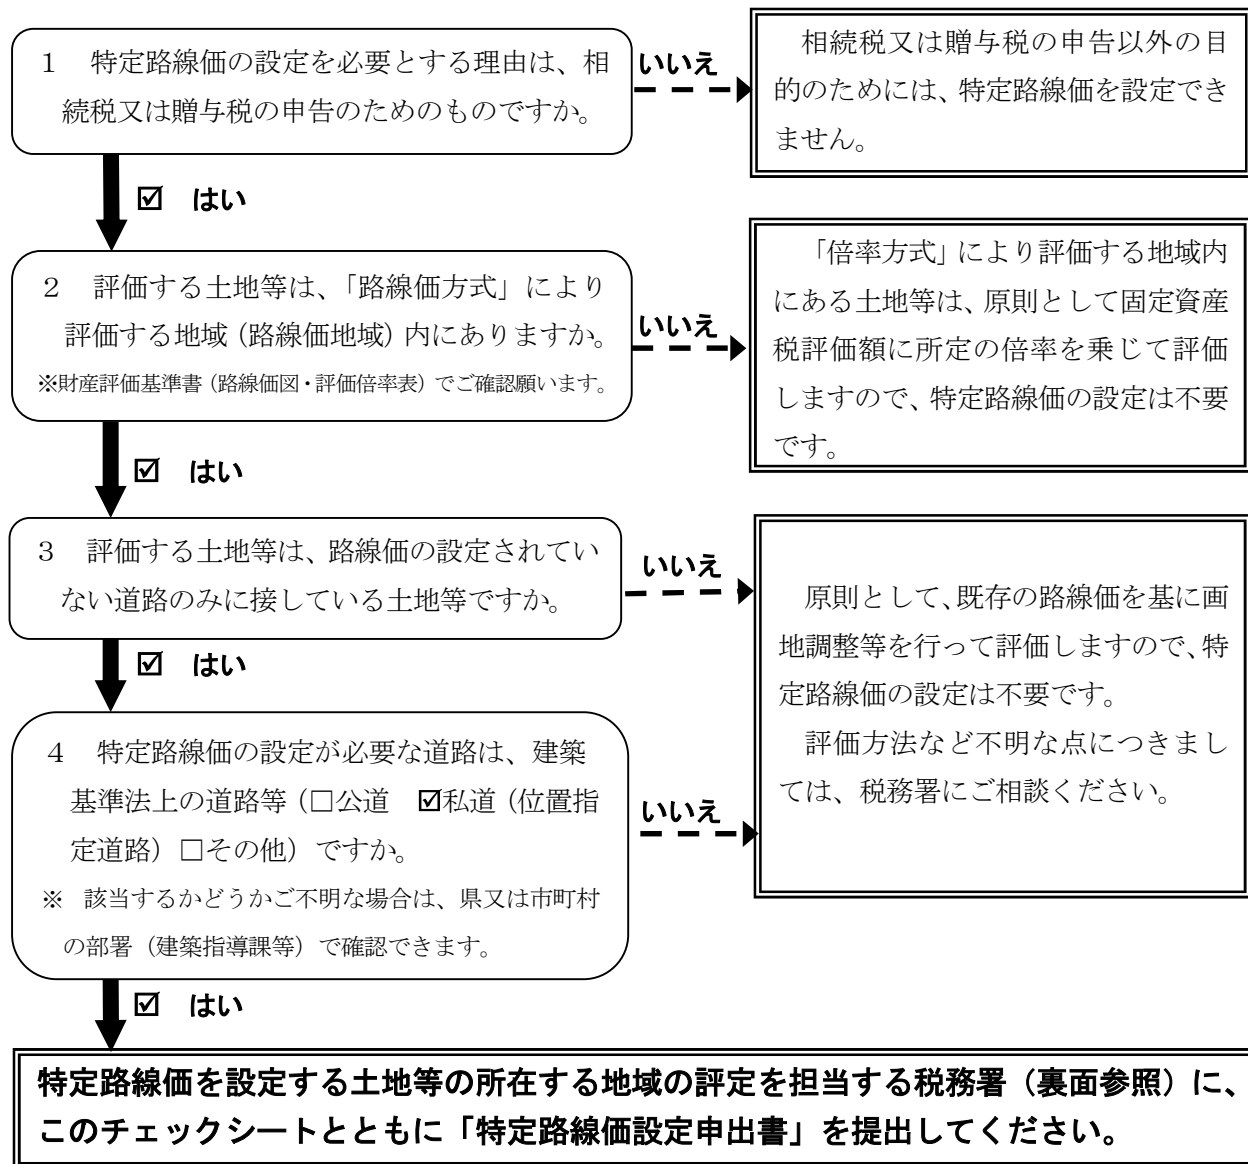 1　特定路線価の設定を必要とする理由は、相
続税又は贈与税の申告のためのものですか。
いいえ
相続税又は贈与税の申告以外の目
的のためには、特定路線価を設定でき
ません。
☑　はい
2　評価する土地等は、「路線価方式」により
評価する地域（路線価地域）内にありますか。
※財産評価基準書（路線価図・評価倍率表）でご確認願います。
いいえ
「倍率方式」により評価する地域内
にある土地等は、原則として固定資産
税評価額に所定の倍率を乗じて評価
しますので、特定路線価の設定は不要
です。
☑　はい
3　評価する土地等は、路線価の設定されてい
ない道路のみに接している土地等ですか。
いいえ
原則として、既存の路線価を基に画
地調整等を行って評価しますので、特
定路線価の設定は不要です。
評価方法など不明な点につきまし
ては、税務署にご相談ください。
☑　はい
4　特定路線価の設定が必要な道路は、建築
基準法上の道路等（□公道　☑私道（位置指
定道路）□その他）ですか。
※　該当するかどうかご不明な場合は、県又は市町村
の部署（建築指導課等）で確認できます。
いいえ
☑　はい
特定路線価を設定する土地等の所在する地域の評定を担当する税務署（裏面参照）に、
このチェックシートとともに「特定路線価設定申出書」を提出してください。